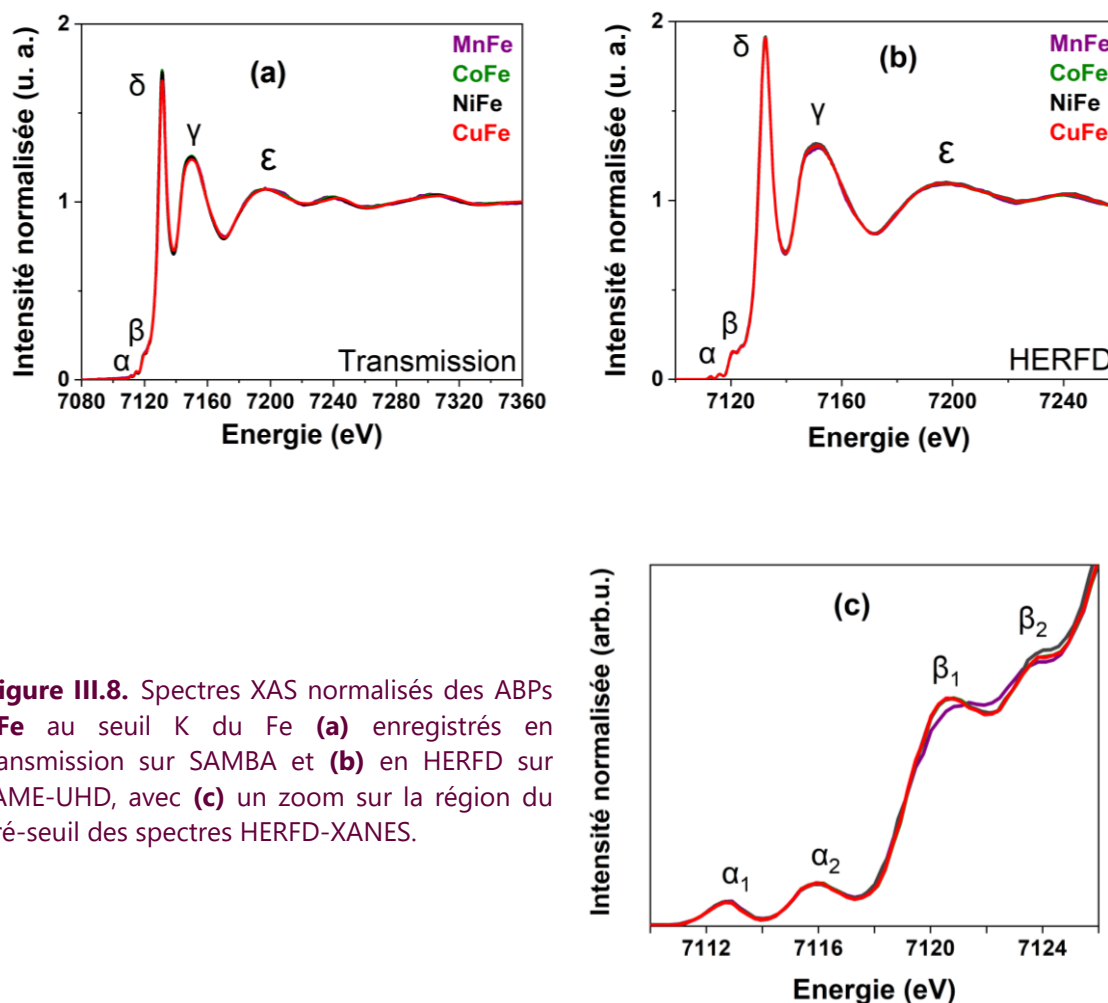 2
1
0
Intensité normalisée (u. a.)
δ
γ
ε
β
α
(a)
MnFe
CoFe
NiFe
CuFe
Transmission
7080 7120 7160 7200 7240 7280 7320 7360
Energie (eV)
2
1
0
Intensité normalisée (u. a.)
δ
γ
ε
β
α
(b)
MnFe
CoFe
NiFe
CuFe
HERFD
7120 7160 7200 7240
Energie (eV)
igure III.8. Spectres XAS normalisés des ABPs
Fe au seuil K du Fe (a) enregistrés en
ansmission sur SAMBA et (b) en HERFD sur
AME-UHD, avec (c) un zoom sur la région du
ré-seuil des spectres HERFD-XANES.
Intensité normalisée (arb.u.)
(c)
α1
α2
β1
β2
7112 7116 7120 7124
Energie (eV)